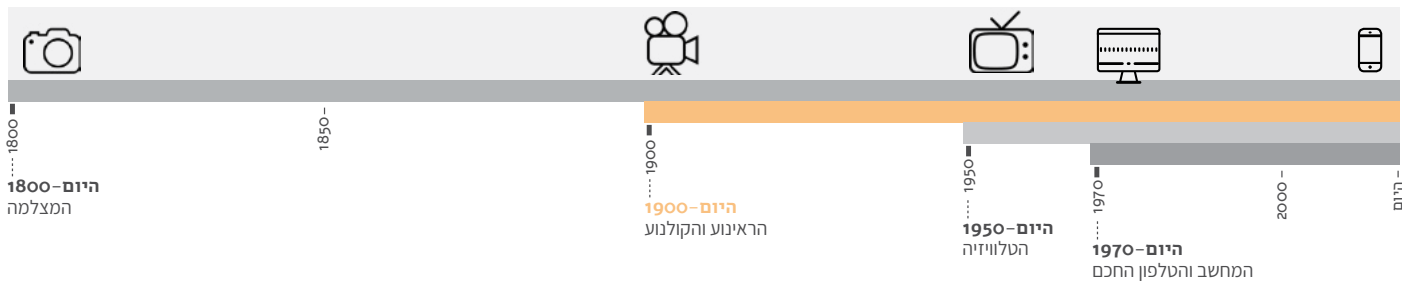 1800
1850
1900
1950
1970
2000
היום
1800-היום
המצלמה
1900-היום
הראינוע והקולנוע
1950-היום
הטלוויזיה
1970-היום
המחשב והטלפון החכם